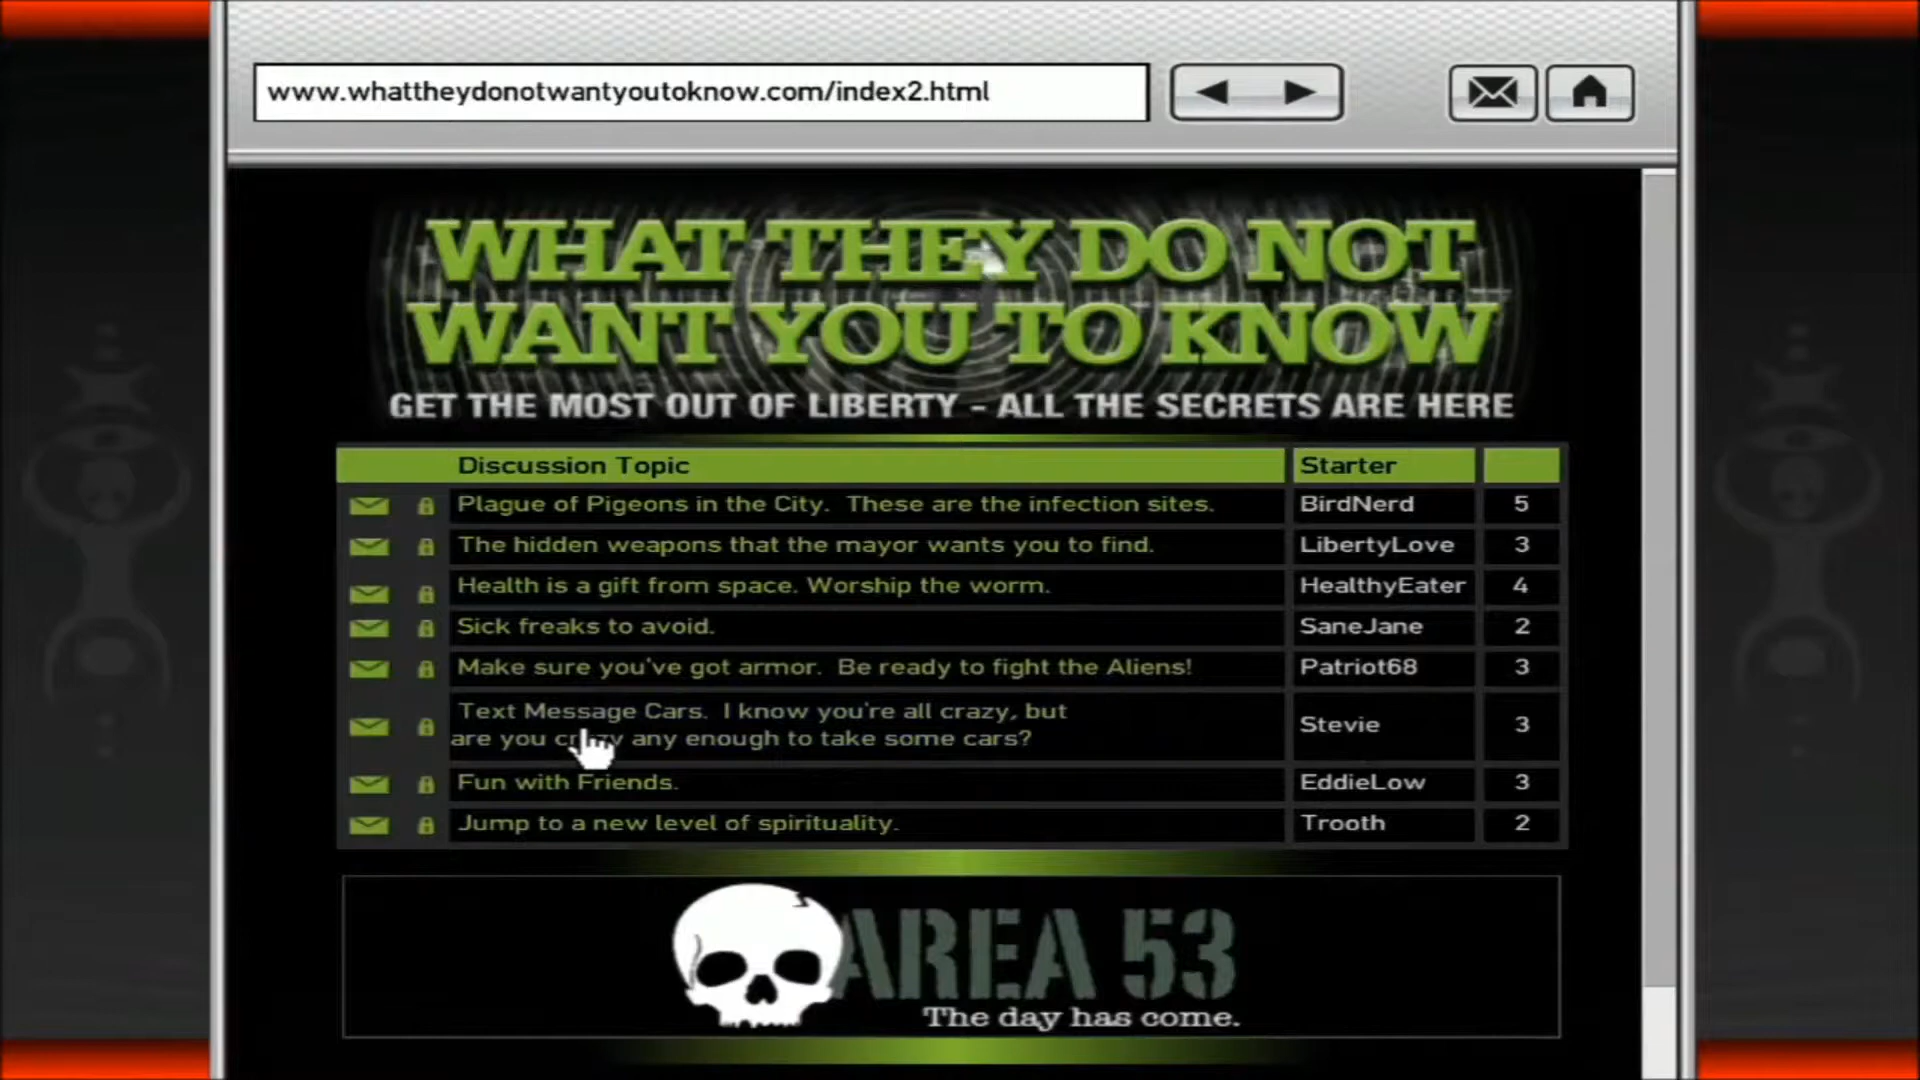 www.whattheydonotwantyoutoknow.com/index2.html
WHAT THEY DO NOT
WANT YOU TO KNOW
GET THE MOST OUT OF LIBERTY - ALL THE SECRETS ARE HERE
Discussion Topic Starter
Plague of Pigeons in the City. These are the infection sites. BirdNerd 5
The hidden weapons that the mayor wants you to find. LibertyLove 3
Health is a gift from space. Worship the worm. HealthyEater 4
Sick freaks to avoid. SaneJane 2
Make sure you've got armor. Be ready to fight the Aliens! Patriot68 3
Text Message Cars. I know you're all crazy, but
are you crazy any enough to take some cars? Stevie 3
Fun with Friends. EddieLow 3
Jump to a new level of spirituality. Trooth 2
AREA 53
The day has come.